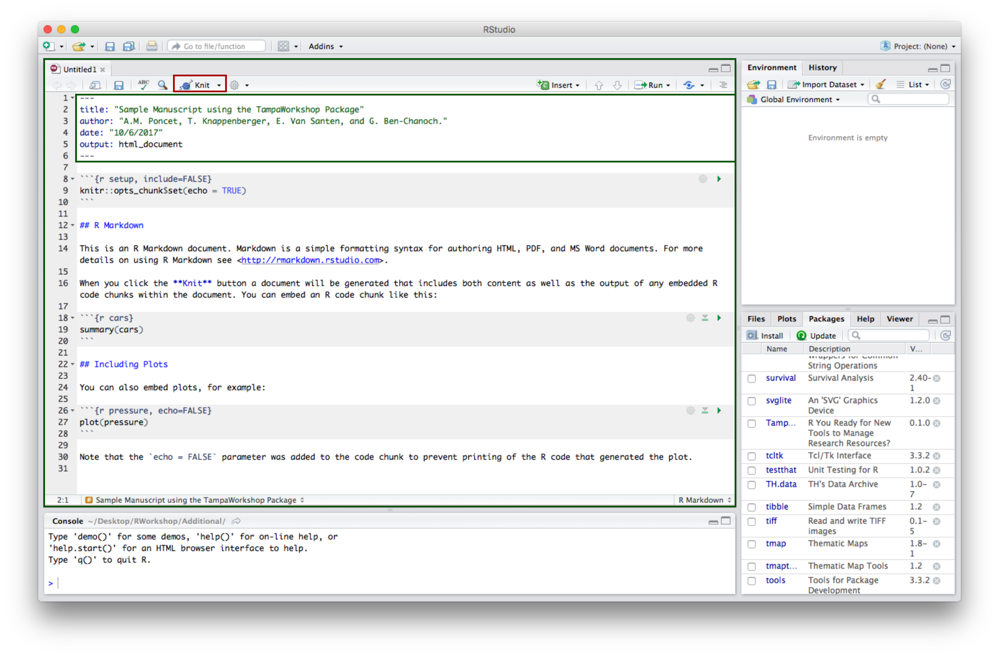 RStudio
Go to file/function
Addins
Project: (None)
Untitled1
ABC
Knit
Insert
Run
1 ---
2 title: "Sample Manuscript using the TampaWorkshop Package"
3 author: "A.M. Poncet, T. Knappenberger, E. Van Santen, and G. Ben-Chanoch."
4 date: "10/6/2017"
5 output: html_document
6 ---
7
8 ```{r setup, include=FALSE}
9 knitr::opts_chunk$set(echo = TRUE)
10 ```
11
12 ## R Markdown
13
14 This is an R Markdown document. Markdown is a simple formatting syntax for authoring HTML, PDF, and MS Word documents. For more
details on using R Markdown see <http://rmarkdown.rstudio.com>.
15
16 When you click the **Knit** button a document will be generated that includes both content as well as the output of any embedded R
code chunks within the document. You can embed an R code chunk like this:
17
18 ```{r cars}
19 summary(cars)
20 ```
21
22 ## Including Plots
23
24 You can also embed plots, for example:
25
26 ```{r pressure, echo=FALSE}
27 plot(pressure)
28 ```
29
30 Note that the `echo = FALSE` parameter was added to the code chunk to prevent printing of the R code that generated the plot.
31
2:1 # Sample Manuscript using the TampaWorkshop Package R Markdown
Console ~/Desktop/RWorkshop/Additional/
Type 'demo()' for some demos, 'help()' for on-line help, or
'help.start()' for an HTML browser interface to help.
Type 'q()' to quit R.
>
Environment History
Import Dataset List
Global Environment
Environment is empty
Files Plots Packages Help Viewer
Install Update
Name Description V...
Wrappers for Common
String Operations
survival Survival Analysis 2.40-
1
svglite An 'SVG' Graphics 1.2.0
Device
Tamp... R You Ready for New 0.1.0
Tools to Manage
Research Resources?
tcltk Tcl/Tk Interface 3.3.2
testthat Unit Testing for R 1.0.2
TH.data TH's Data Archive 1.0-
7
tibble Simple Data Frames 1.2
tiff Read and write TIFF 0.1-
images 5
tmap Thematic Maps 1.8-
1
tmapt... Thematic Map Tools 1.2
tools Tools for Package 3.3.2
Development